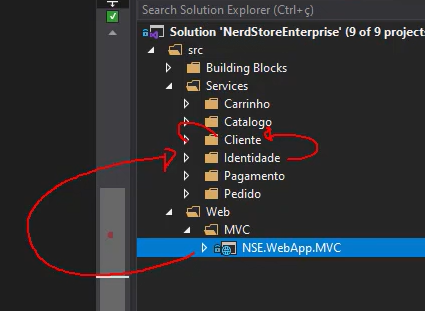 Search Solution Explorer (Ctrl+ç)
Solution 'NerdStoreEnterprise' (9 of 9 projects
src
Building Blocks
Services
Carrinho
Catalogo
Cliente
Identidade
Pagamento
Pedido
Web
MVC
NSE.WebApp.MVC